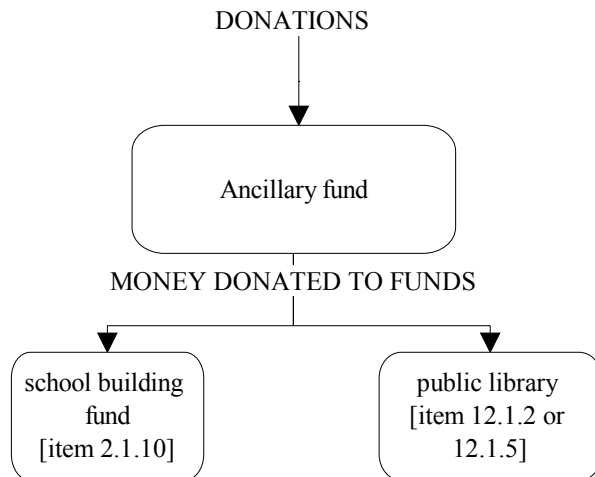 DONATIONS
Ancillary fund
MONEY DONATED TO FUNDS
school building
fund
[item 2.1.10]
public library
[item 12.1.2 or
12.1.5]